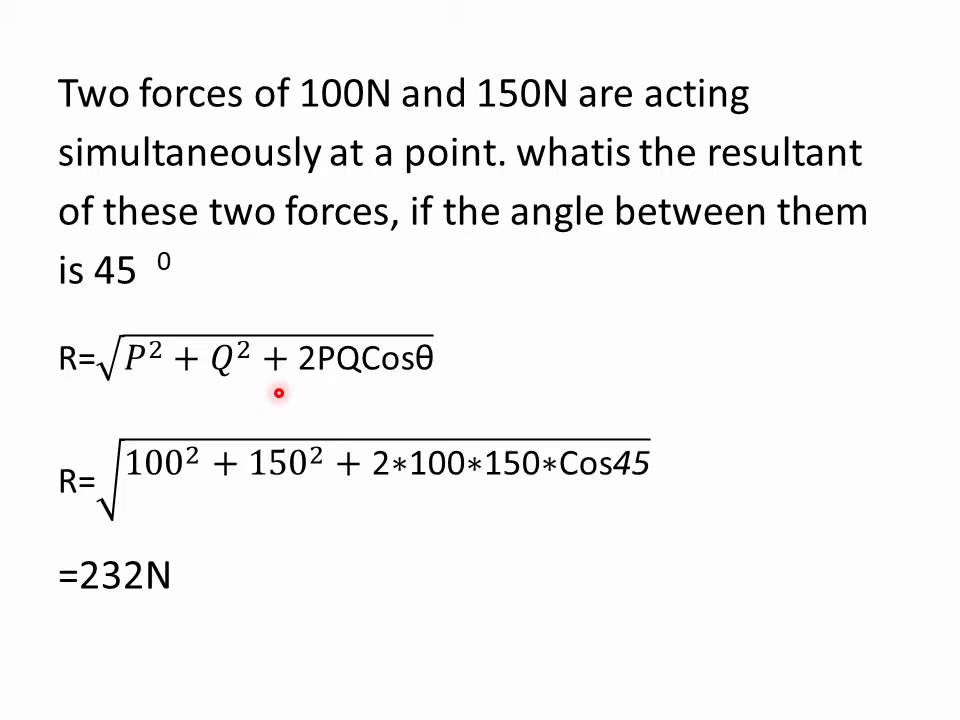 Two forces of 100N and 150N are acting
simultaneously at a point. whatis the resultant
of these two forces, if the angle between them
is 45 ⁰
R=√(𝑃² + 𝑄² + 2PQCosθ)
R=√(100² + 150² + 2∗100∗150∗Cos45)
=232N